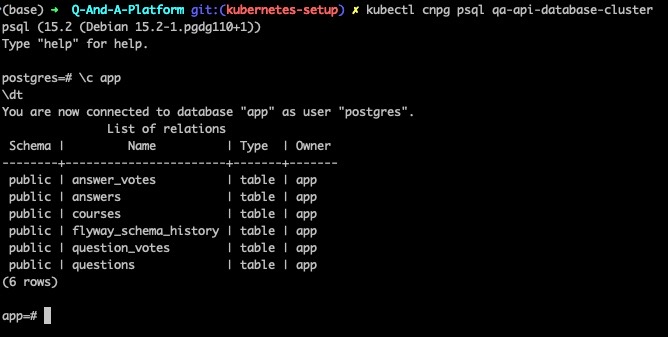 (base) ➜  Q-And-A-Platform git:(kubernetes-setup) ✗ kubectl cnpg psql qa-api-database-cluster
psql (15.2 (Debian 15.2-1.pgdg110+1))
Type "help" for help.

postgres=# \c app
\dt
You are now connected to database "app" as user "postgres".
               List of relations
 Schema |         Name          | Type  | Owner
--------+-----------------------+-------+-------
 public | answer_votes          | table | app
 public | answers               | table | app
 public | courses               | table | app
 public | flyway_schema_history | table | app
 public | question_votes        | table | app
 public | questions             | table | app
(6 rows)

app=#